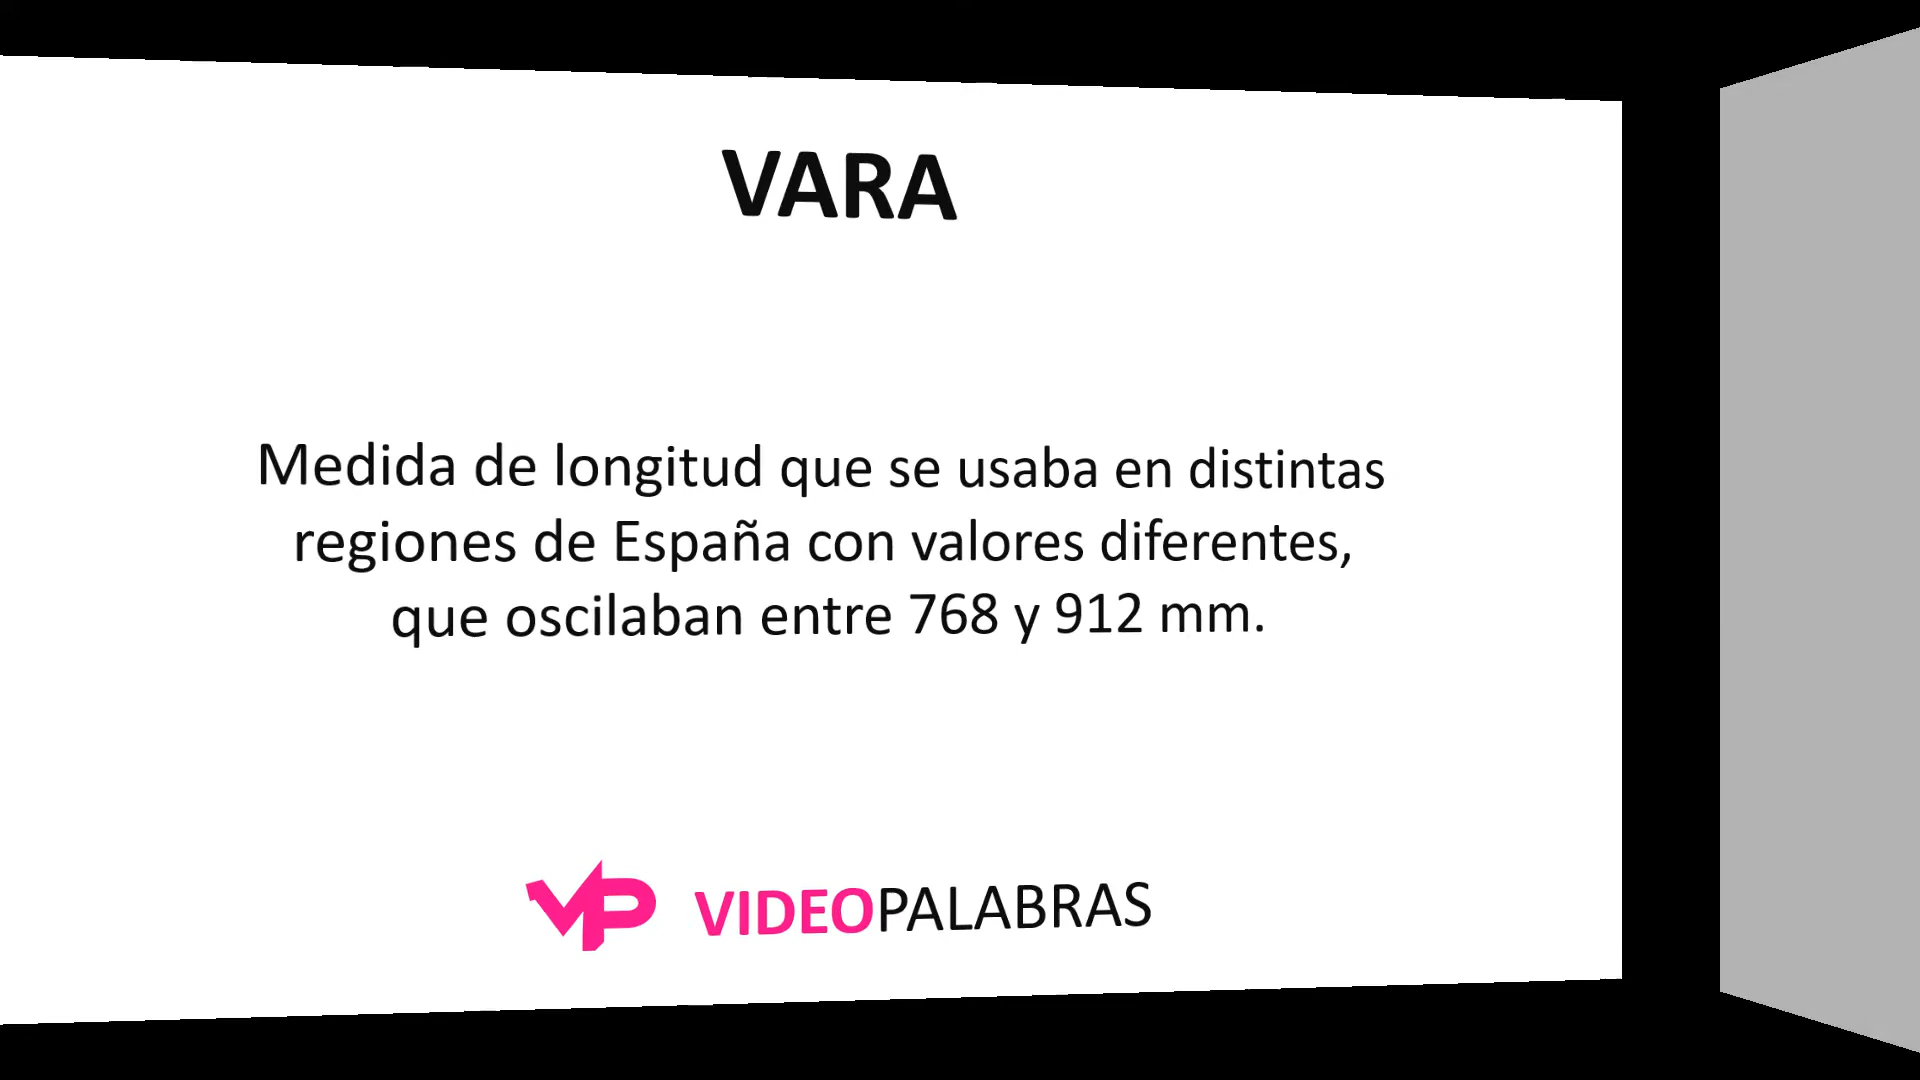 VARA
Medida de longitud que se usaba en distintas
regiones de España con valores diferentes,
que oscilaban entre 768 y 912 mm.
VP VIDEOPALABRAS